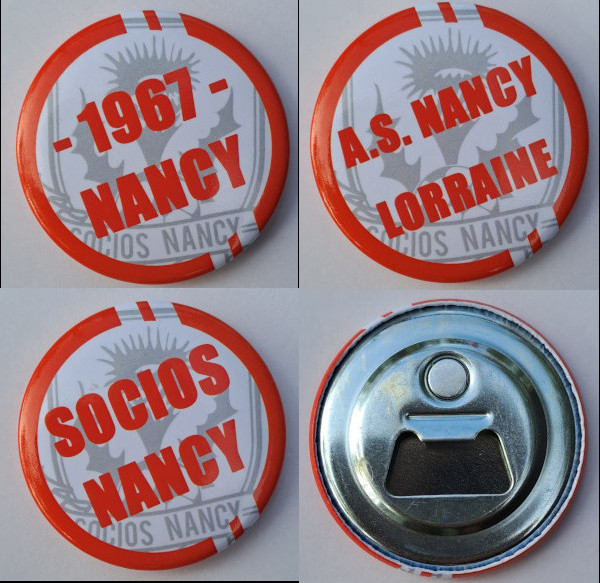 - 1967 -
NANCY
SOCIOS NANCY
A.S. NANCY
LORRAINE
SOCIOS NANCY
SOCIOS
NANCY
SOCIOS NANCY